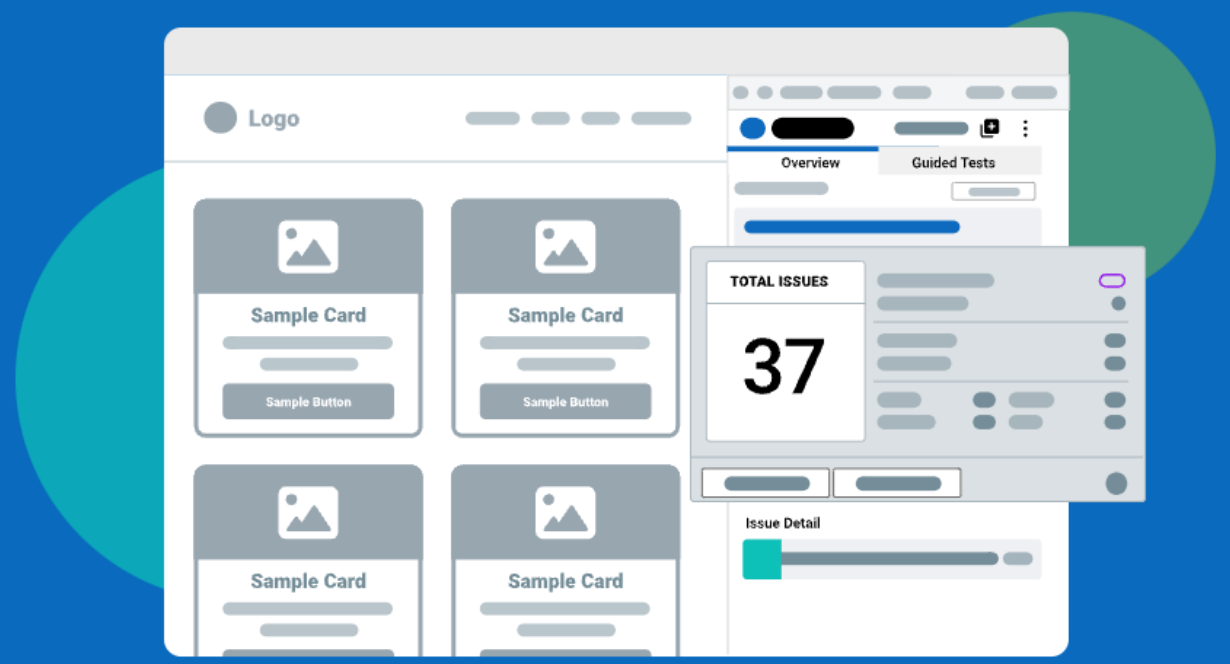 Logo
Overview
Guided Tests
Sample Card
Sample Button
Sample Card
Sample Button
TOTAL ISSUES
37
Issue Detail
Sample Card
Sample Card